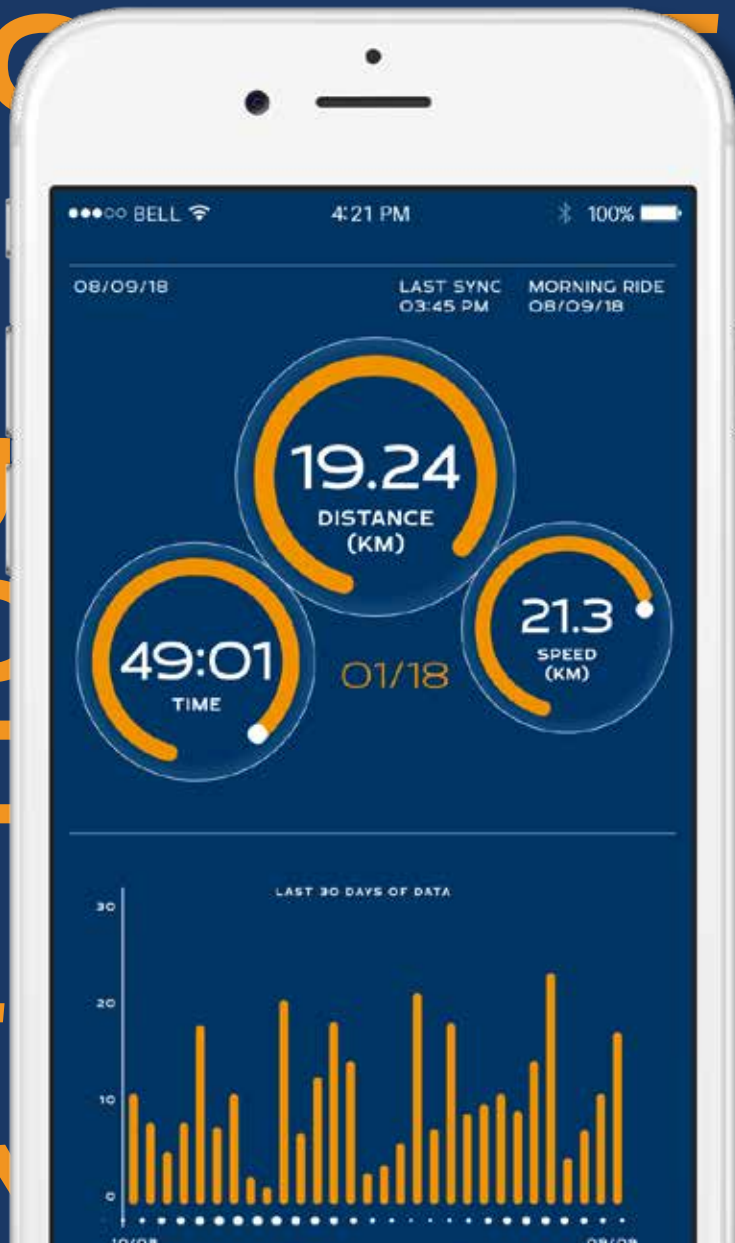 BELL 4:21 PM 100%
08/09/18 LAST SYNC MORNING RIDE
03:45 PM 08/09/18
19.24
DISTANCE
(KM)
49:01
TIME
01/18
21.3
SPEED
(KM)
LAST 30 DAYS OF DATA
30
20
10
0